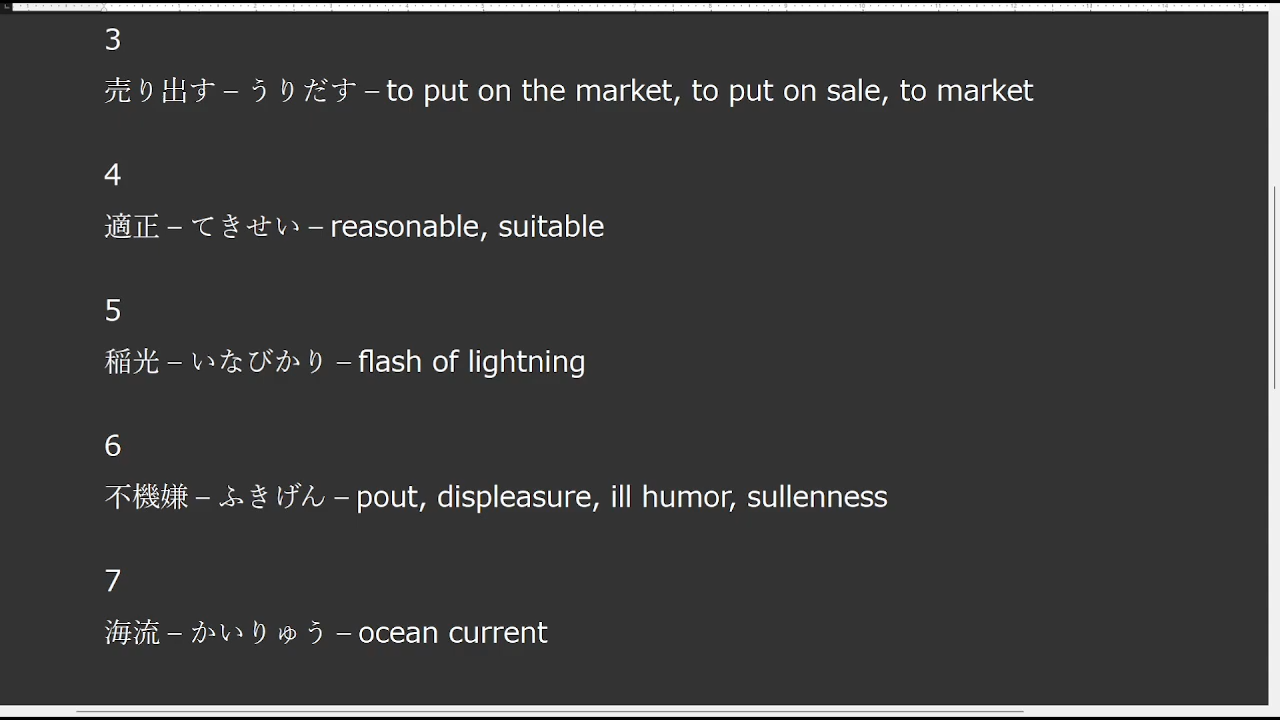 3
売り出す – うりだす – to put on the market, to put on sale, to market
4
適正 – てきせい – reasonable, suitable
5
稲光 – いなびかり – flash of lightning
6
不機嫌 – ふきげん – pout, displeasure, ill humor, sullenness
7
海流 – かいりゅう – ocean current